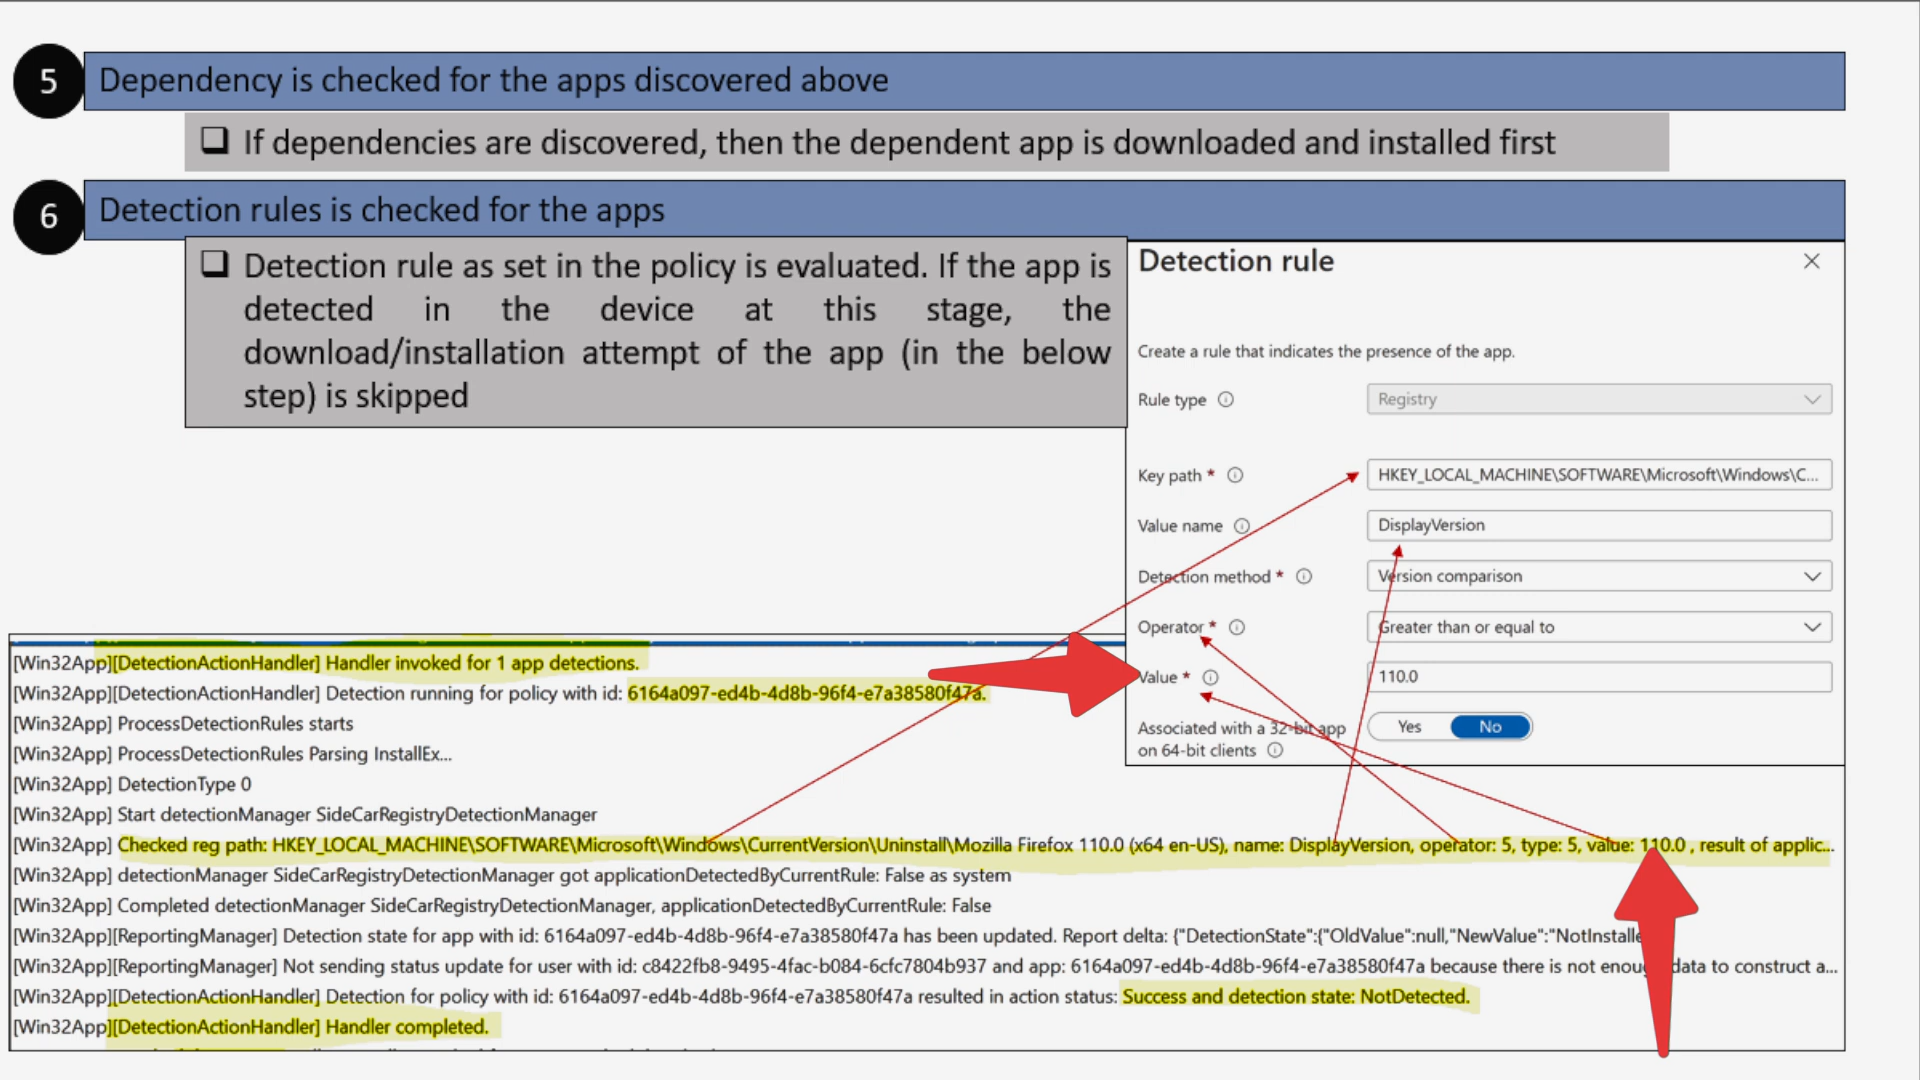 5
Dependency is checked for the apps discovered above
❑ If dependencies are discovered, then the dependent app is downloaded and installed first
6
Detection rules is checked for the apps
❑ Detection rule as set in the policy is evaluated. If the app is
detected in the device at this stage, the
download/installation attempt of the app (in the below
step) is skipped
Detection rule
Create a rule that indicates the presence of the app.
Rule type
Registry
Key path *
HKEY_LOCAL_MACHINE\SOFTWARE\Microsoft\Windows\C...
Value name
DisplayVersion
Detection method *
Version comparison
Operator *
Greater than or equal to
Value *
110.0
Associated with a 32-bit app
on 64-bit clients
Yes No
[Win32App][DetectionActionHandler] Handler invoked for 1 app detections.
[Win32App][DetectionActionHandler] Detection running for policy with id: 6164a097-ed4b-4d8b-96f4-e7a38580f47a.
[Win32App] ProcessDetectionRules starts
[Win32App] ProcessDetectionRules Parsing InstallEx...
[Win32App] DetectionType 0
[Win32App] Start detectionManager SideCarRegistryDetectionManager
[Win32App] Checked reg path: HKEY_LOCAL_MACHINE\SOFTWARE\Microsoft\Windows\CurrentVersion\Uninstall\Mozilla Firefox 110.0 (x64 en-US), name: DisplayVersion, operator: 5, type: 5, value: 110.0 , result of applic...
[Win32App] detectionManager SideCarRegistryDetectionManager got applicationDetectedByCurrentRule: False as system
[Win32App] Completed detectionManager SideCarRegistryDetectionManager, applicationDetectedByCurrentRule: False
[Win32App][ReportingManager] Detection state for app with id: 6164a097-ed4b-4d8b-96f4-e7a38580f47a has been updated. Report delta: {"DetectionState":{"OldValue":null,"NewValue":"NotInstalle
[Win32App][ReportingManager] Not sending status update for user with id: c8422fb8-9495-4fac-b084-6cfc7804b937 and app: 6164a097-ed4b-4d8b-96f4-e7a38580f47a because there is not enoug data to construct a...
[Win32App][DetectionActionHandler] Detection for policy with id: 6164a097-ed4b-4d8b-96f4-e7a38580f47a resulted in action status: Success and detection state: NotDetected.
[Win32App][DetectionActionHandler] Handler completed.